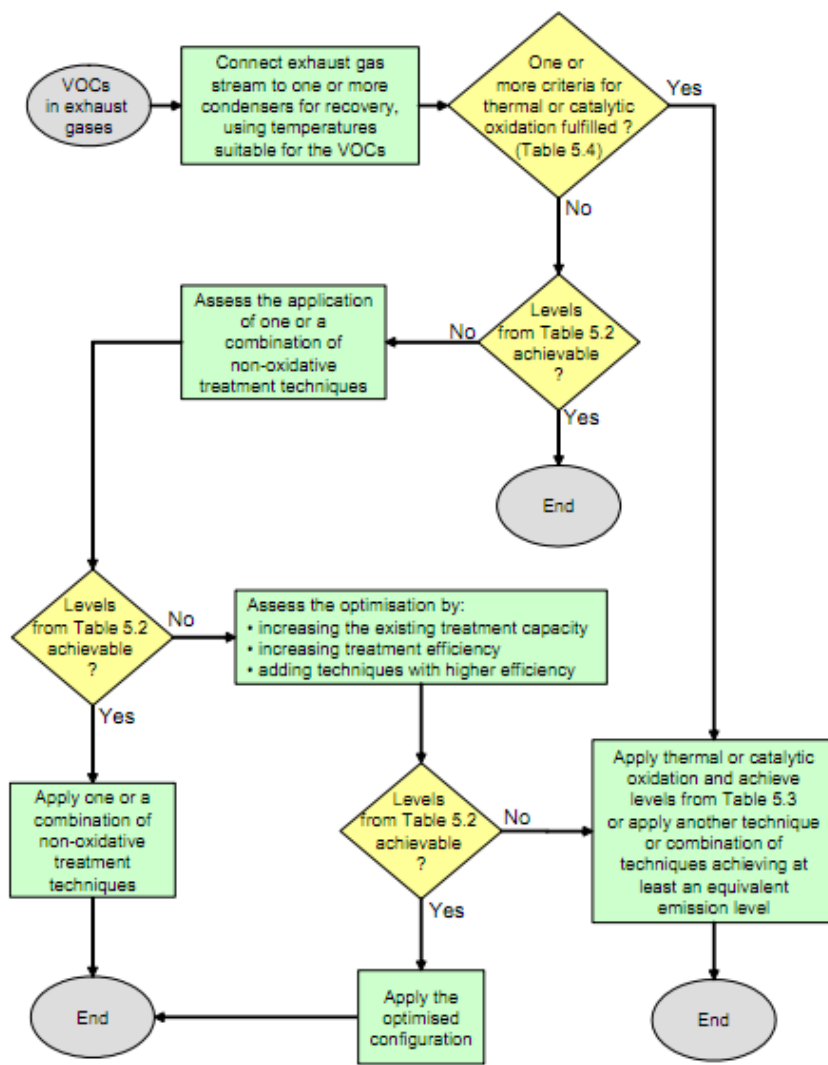 VOCs
in exhaust
gases
Connect exhaust gas
stream to one or more
condensers for recovery,
using temperatures
suitable for the VOCs
One or
more criteria for
thermal or catalytic
oxidation fulfilled ?
(Table 5.4)
Yes
No
Levels
from Table 5.2
achievable
?
No
Yes
Assess the application
of one or a
combination of
non-oxidative
treatment techniques
End
Levels
from Table 5.2
achievable
?
No
Yes
Assess the optimisation by:
• increasing the existing treatment capacity
• increasing treatment efficiency
• adding techniques with higher efficiency
Apply one or a
combination of
non-oxidative
treatment
techniques
Levels
from Table 5.2
achievable
?
No
Yes
Apply thermal or catalytic
oxidation and achieve
levels from Table 5.3
or apply another technique
or combination of
techniques achieving at
least an equivalent
emission level
End
Apply the
optimised
configuration
End